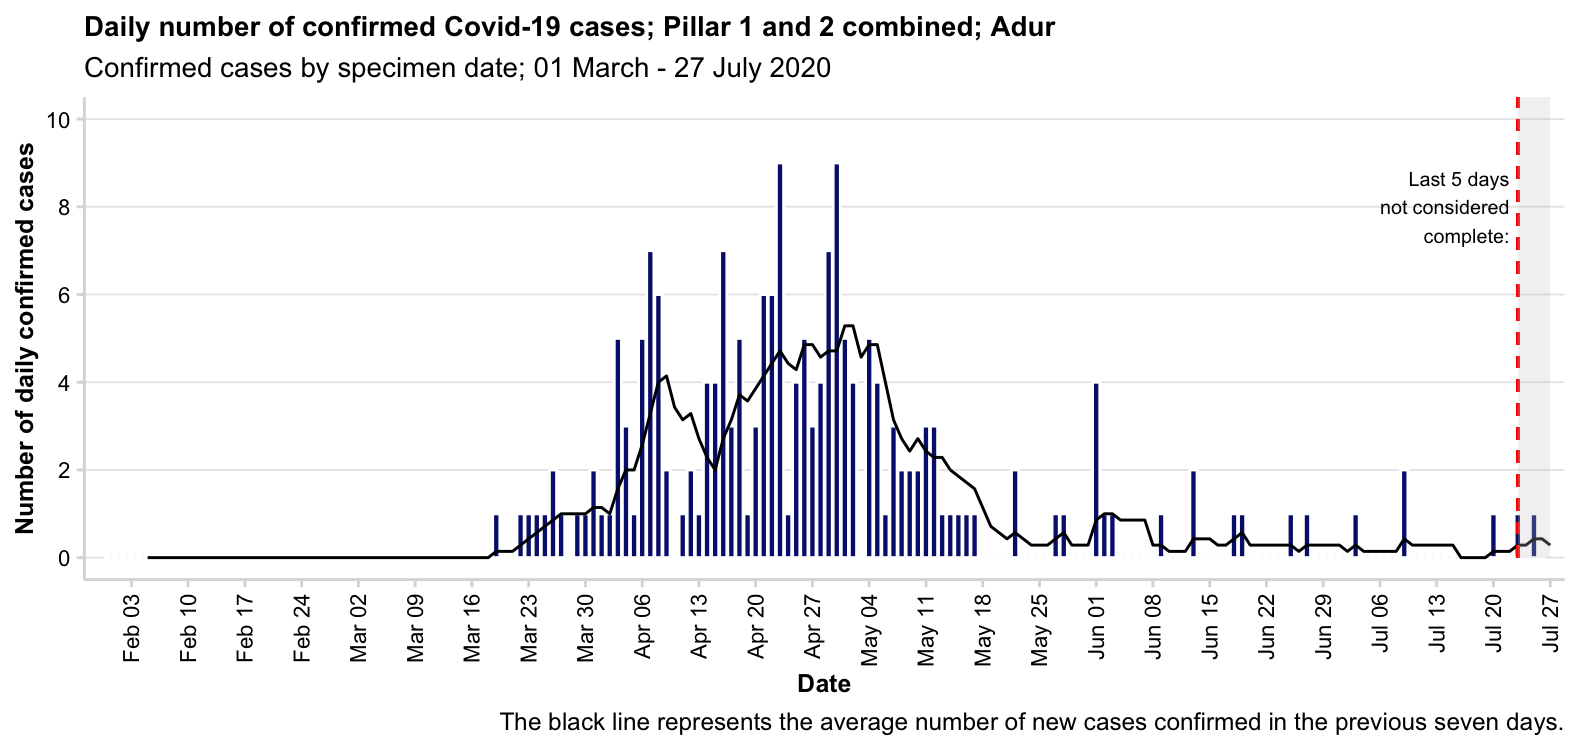 Daily number of confirmed Covid-19 cases; Pillar 1 and 2 combined; Adur
Confirmed cases by specimen date; 01 March - 27 July 2020
Number of daily confirmed cases
10
8
6
4
2
0
Last 5 days
not considered
complete:
Feb 03
Feb 10
Feb 17
Feb 24
Mar 02
Mar 09
Mar 16
Mar 23
Mar 30
Apr 06
Apr 13
Apr 20
Apr 27
May 04
May 11
May 18
May 25
Jun 01
Jun 08
Jun 15
Jun 22
Jun 29
Jul 06
Jul 13
Jul 20
Jul 27
Date
The black line represents the average number of new cases confirmed in the previous seven days.